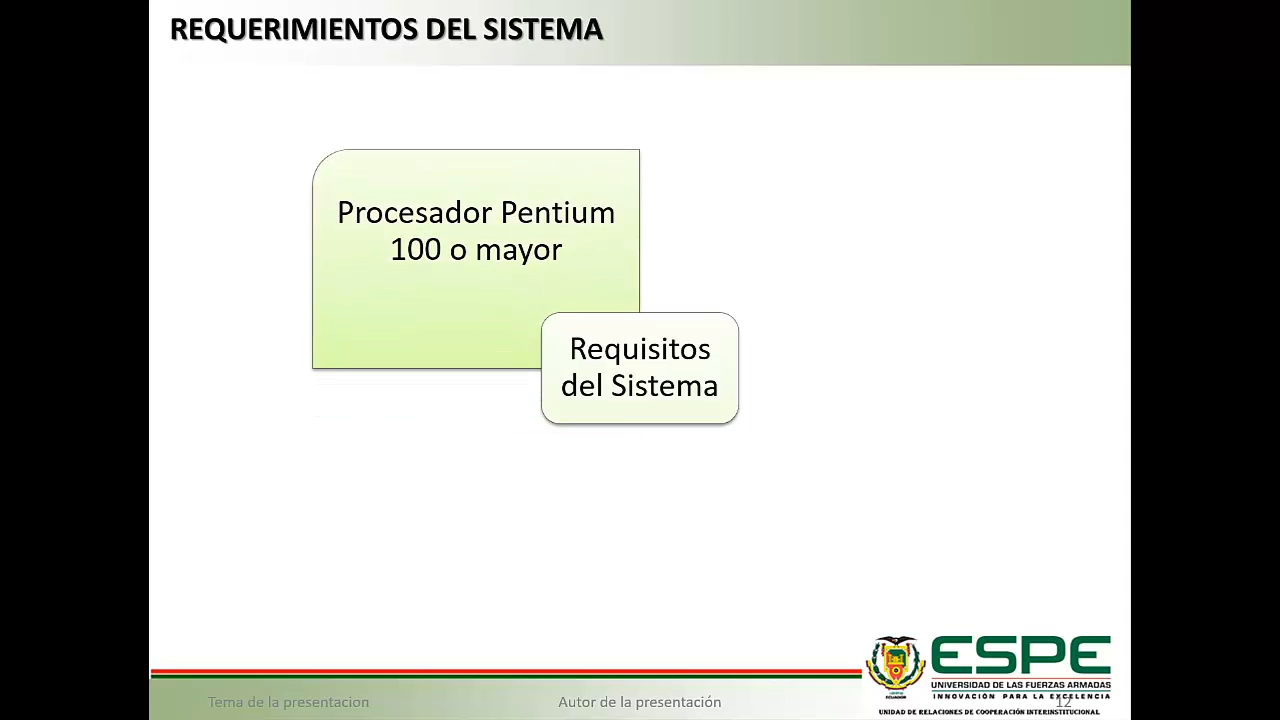 REQUERIMIENTOS DEL SISTEMA
Procesador Pentium
100 o mayor
Requisitos
del Sistema
ESPE
UNIVERSIDAD DE LAS FUERZAS ARMADAS
INNOVACIÓN PARA LA EXCELENCIA
UNIDAD DE RELACIONES DE COOPERACIÓN INTERINSTITUCIONAL
Tema de la presentacion
Autor de la presentación
12